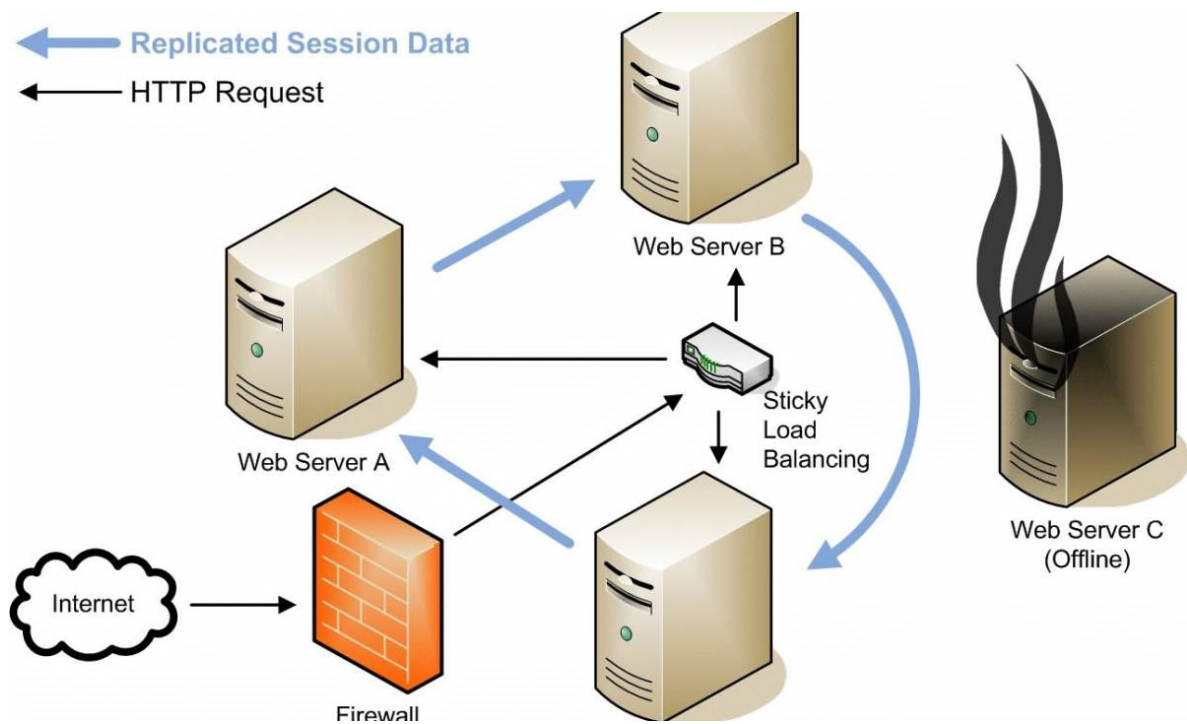 Replicated Session Data
HTTP Request
Web Server B
Sticky
Load
Balancing
Web Server A
Web Server C
(Offline)
Internet
Firewall